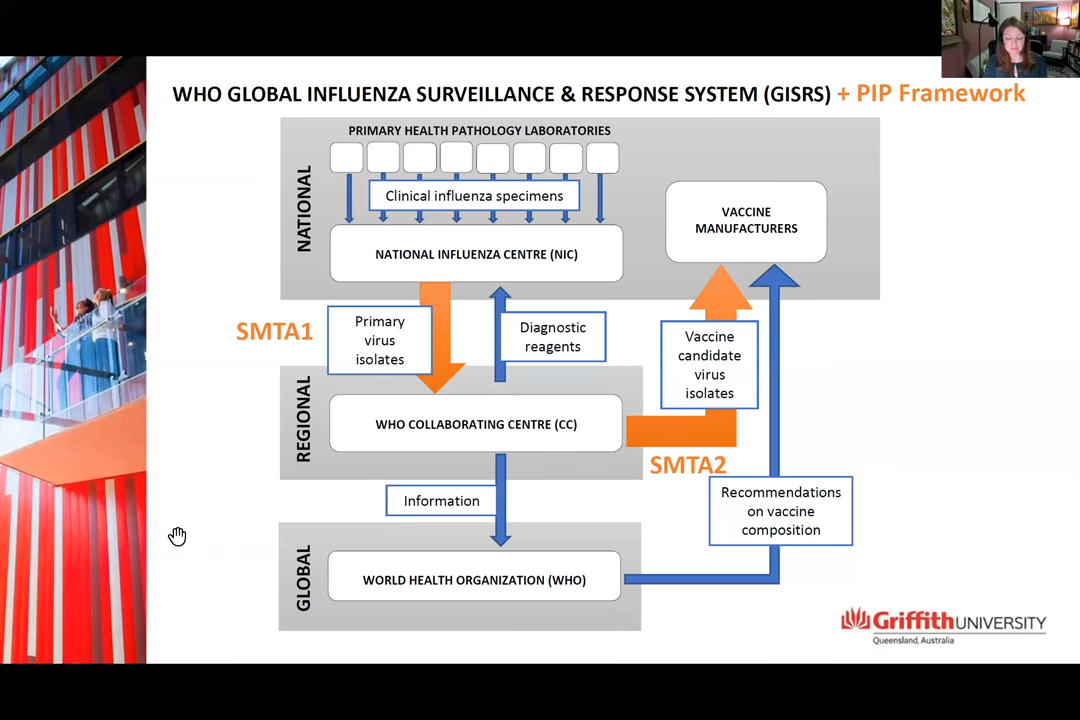 WHO GLOBAL INFLUENZA SURVEILLANCE & RESPONSE SYSTEM (GISRS) + PIP Framework
PRIMARY HEALTH PATHOLOGY LABORATORIES
NATIONAL
Clinical influenza specimens
NATIONAL INFLUENZA CENTRE (NIC)
VACCINE
MANUFACTURERS
SMTA1
Primary
virus
isolates
Diagnostic
reagents
Vaccine
candidate
virus
isolates
REGIONAL
WHO COLLABORATING CENTRE (CC)
SMTA2
Information
Recommendations
on vaccine
composition
GLOBAL
WORLD HEALTH ORGANIZATION (WHO)
Griffith UNIVERSITY
Queensland, Australia